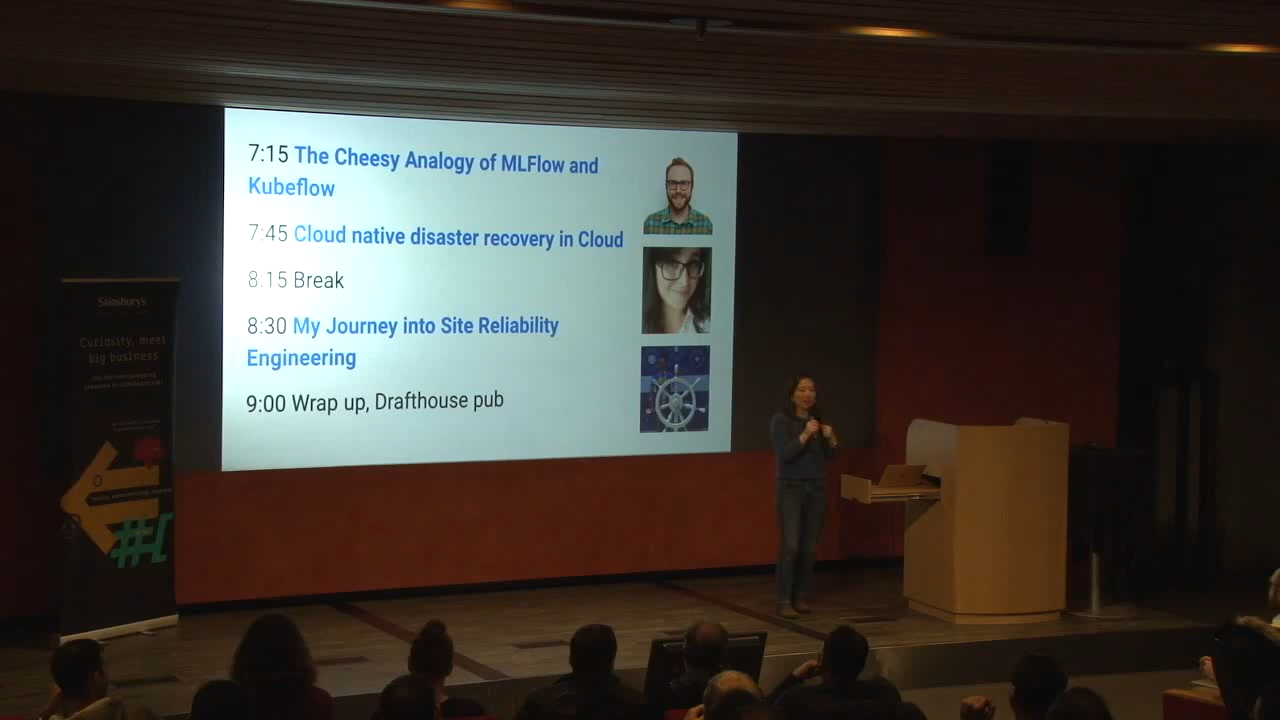 7:15 The Cheesy Analogy of MLFlow and
Kubeflow
7:45 Cloud native disaster recovery in Cloud
8:15 Break
8:30 My Journey into Site Reliability
Engineering
9:00 Wrap up, Drafthouse pub
Sainsbury's
Curiosity, meet
big business